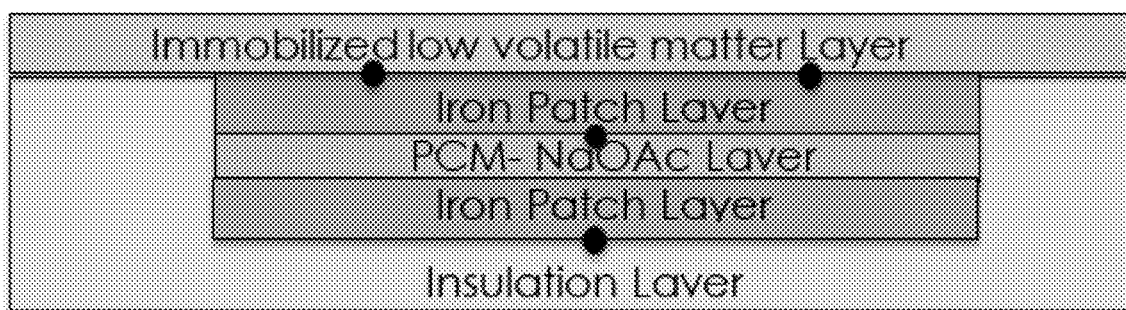 Immobilized low volatile matter Layer
Iron Patch Layer
PCM- NaOAc Layer
Iron Patch Layer
Insulation Layer